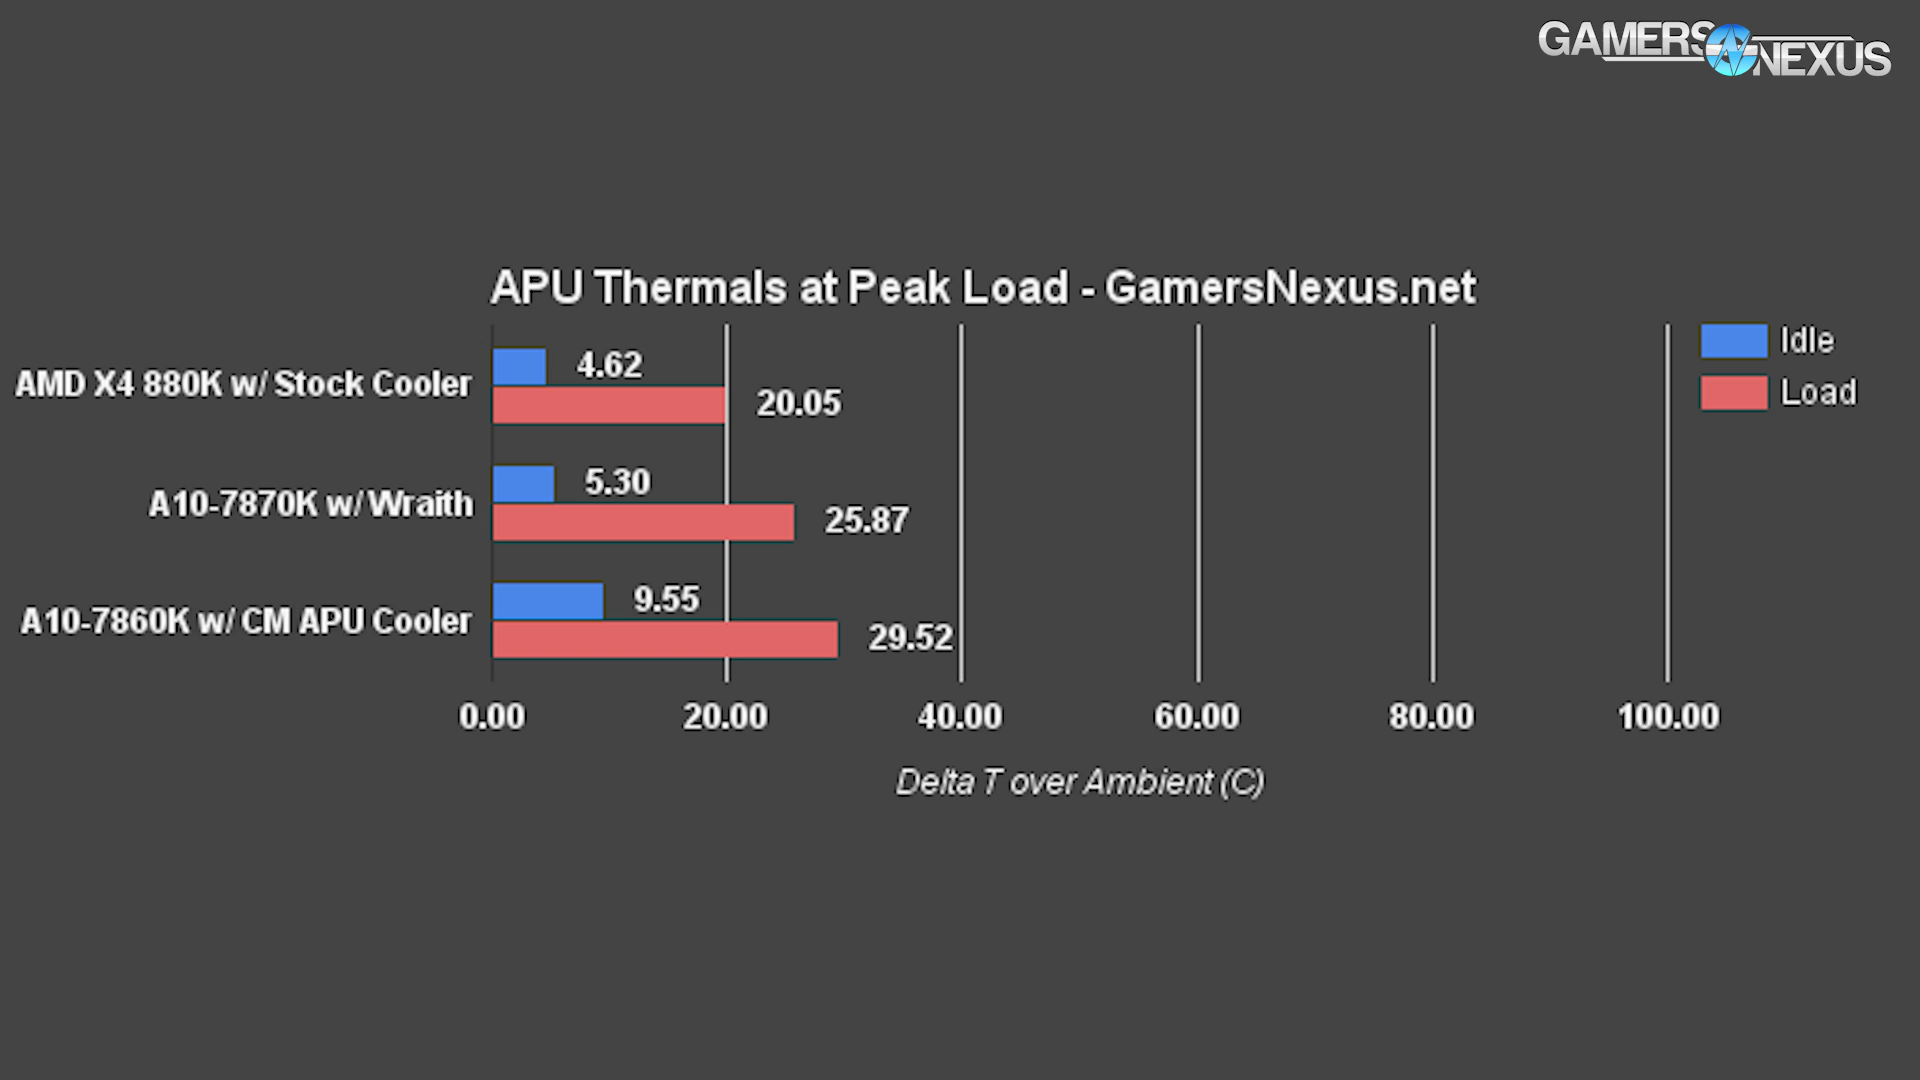 GAMERS NEXUS
APU Thermals at Peak Load - GamersNexus.net
Idle
Load
AMD X4 880K w/ Stock Cooler
4.62
20.05
A10-7870K w/ Wraith
5.30
25.87
A10-7860K w/ CM APU Cooler
9.55
29.52
0.00 20.00 40.00 60.00 80.00 100.00
Delta T over Ambient (C)